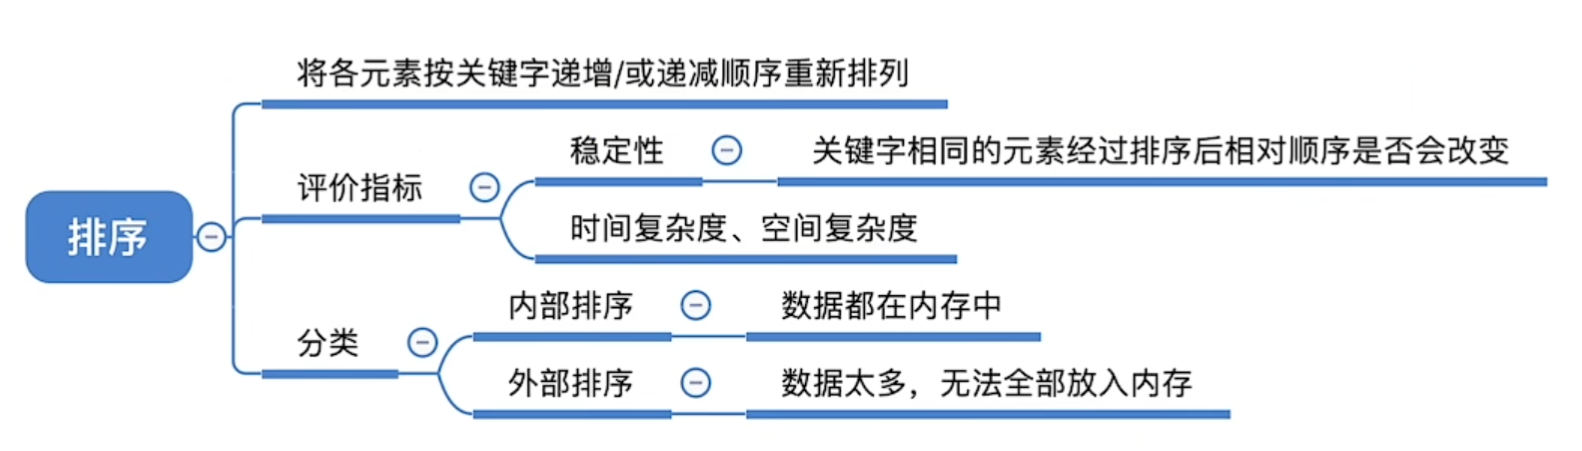 排序
将各元素按关键字递增/或递减顺序重新排列
评价指标
稳定性
关键字相同的元素经过排序后相对顺序是否会改变
时间复杂度、空间复杂度
分类
内部排序
数据都在内存中
外部排序
数据太多，无法全部放入内存